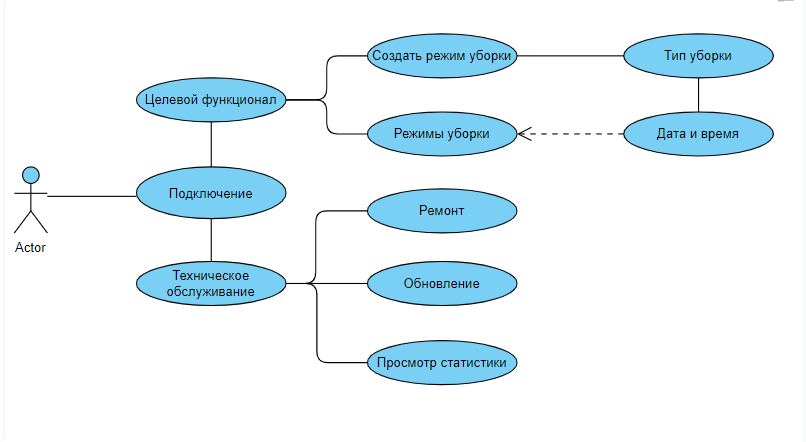 Создать режим уборки
Тип уборки
Целевой функционал
Режимы уборки
Дата и время
Подключение
Actor
Ремонт
Техническое
обслуживание
Обновление
Просмотр статистики